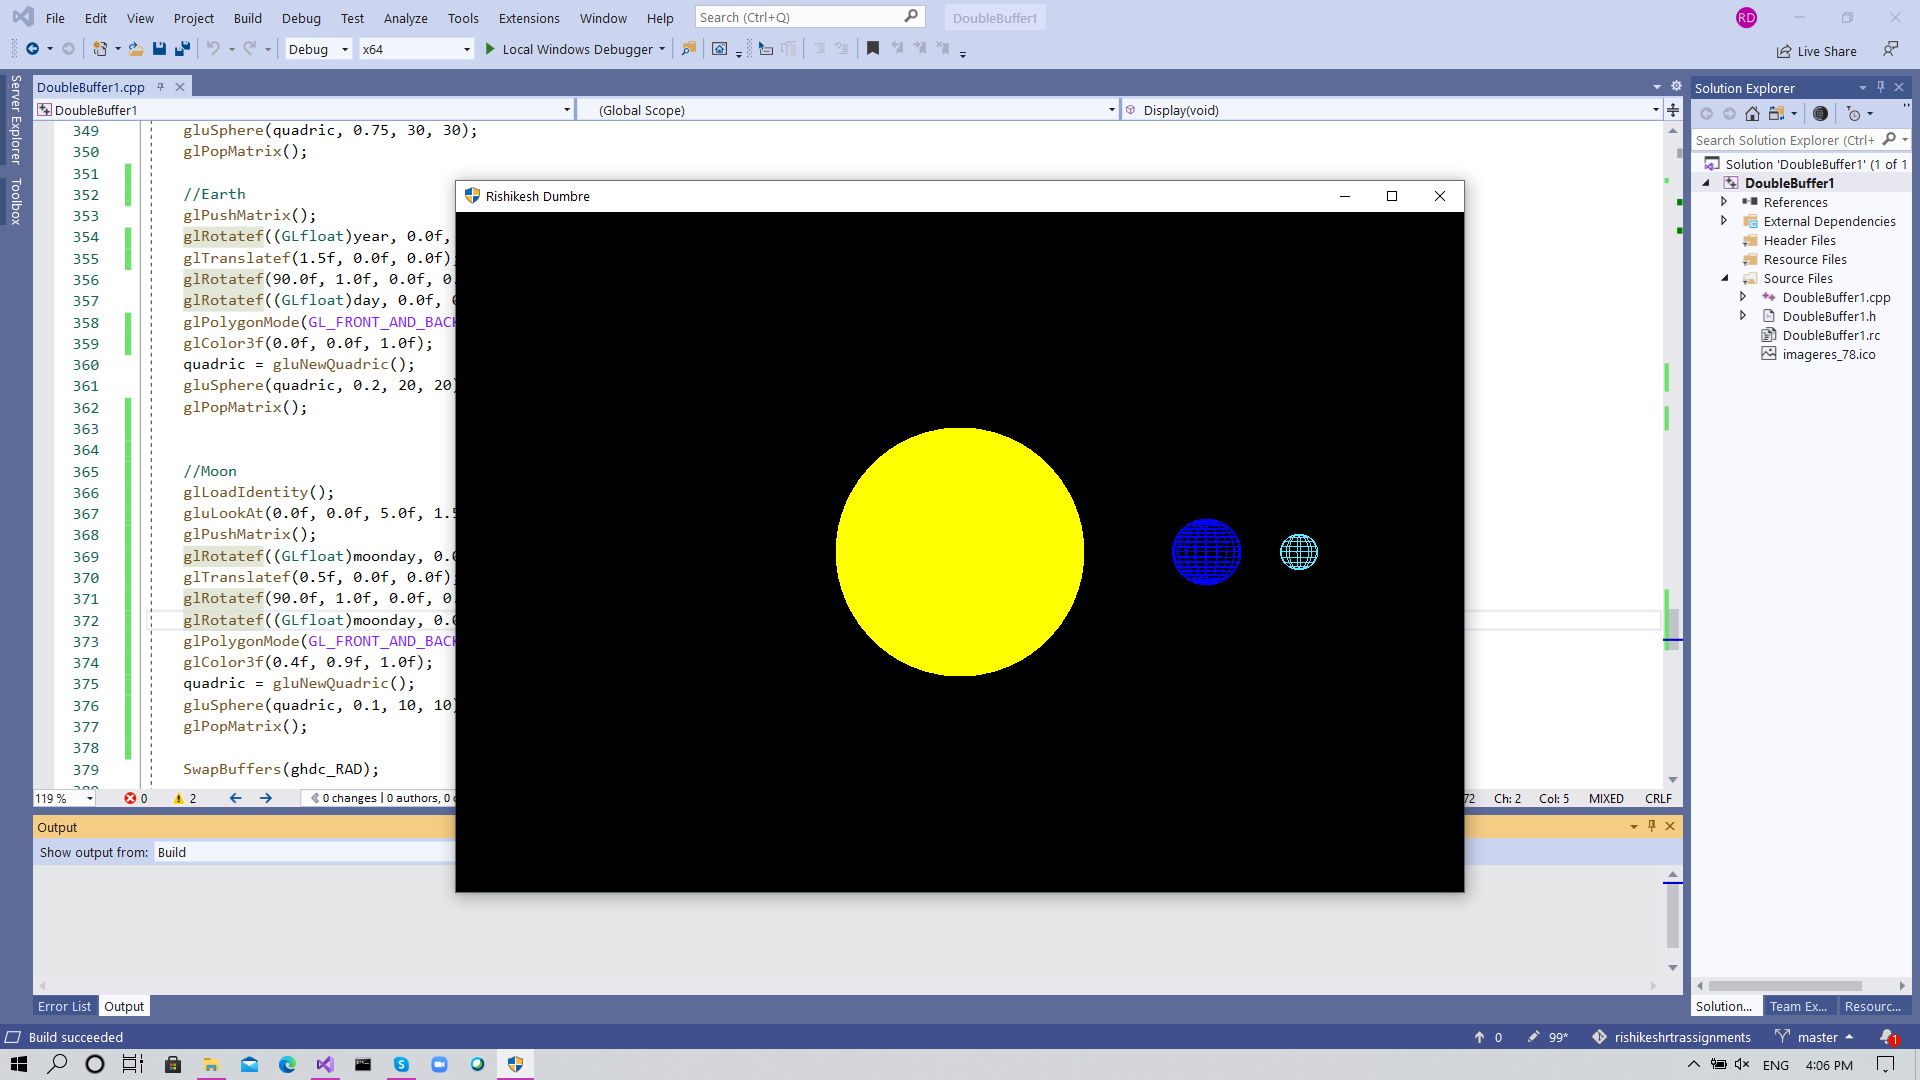 File Edit View Project Build Debug Test Analyze Tools Extensions Window Help Search (Ctrl+Q) DoubleBuffer1 RD
Debug x64 Local Windows Debugger Live Share
Server Explorer
Toolbox
DoubleBuffer1.cpp
DoubleBuffer1 (Global Scope) Display(void)
349 gluSphere(quadric, 0.75, 30, 30);
350 glPopMatrix();
351
352 //Earth
353 glPushMatrix();
354 glRotatef((GLfloat)year, 0.0f,
355 glTranslatef(1.5f, 0.0f, 0.0f);
356 glRotatef(90.0f, 1.0f, 0.0f, 0.
357 glRotatef((GLfloat)day, 0.0f,
358 glPolygonMode(GL_FRONT_AND_BACK
359 glColor3f(0.0f, 0.0f, 1.0f);
360 quadric = gluNewQuadric();
361 gluSphere(quadric, 0.2, 20, 20)
362 glPopMatrix();
363
364
365 //Moon
366 glLoadIdentity();
367 gluLookAt(0.0f, 0.0f, 5.0f, 1.5
368 glPushMatrix();
369 glRotatef((GLfloat)moonday, 0.0
370 glTranslatef(0.5f, 0.0f, 0.0f);
371 glRotatef(90.0f, 1.0f, 0.0f, 0.
372 glRotatef((GLfloat)moonday, 0.0
373 glPolygonMode(GL_FRONT_AND_BACK
374 glColor3f(0.4f, 0.9f, 1.0f);
375 quadric = gluNewQuadric();
376 gluSphere(quadric, 0.1, 10, 10)
377 glPopMatrix();
378
379 SwapBuffers(ghdc_RAD);
Rishikesh Dumbre
119 % 0 2 0 changes | 0 authors, 0 72 Ch: 2 Col: 5 MIXED CRLF
Output
Show output from: Build
Error List Output
Solution Explorer
Search Solution Explorer (Ctrl+
Solution 'DoubleBuffer1' (1 of 1
DoubleBuffer1
References
External Dependencies
Header Files
Resource Files
Source Files
DoubleBuffer1.cpp
DoubleBuffer1.h
DoubleBuffer1.rc
imageres_78.ico
Solution... Team Ex... Resourc...
Build succeeded 0 99* rishikeshrtrassignments master 1
ENG 4:06 PM